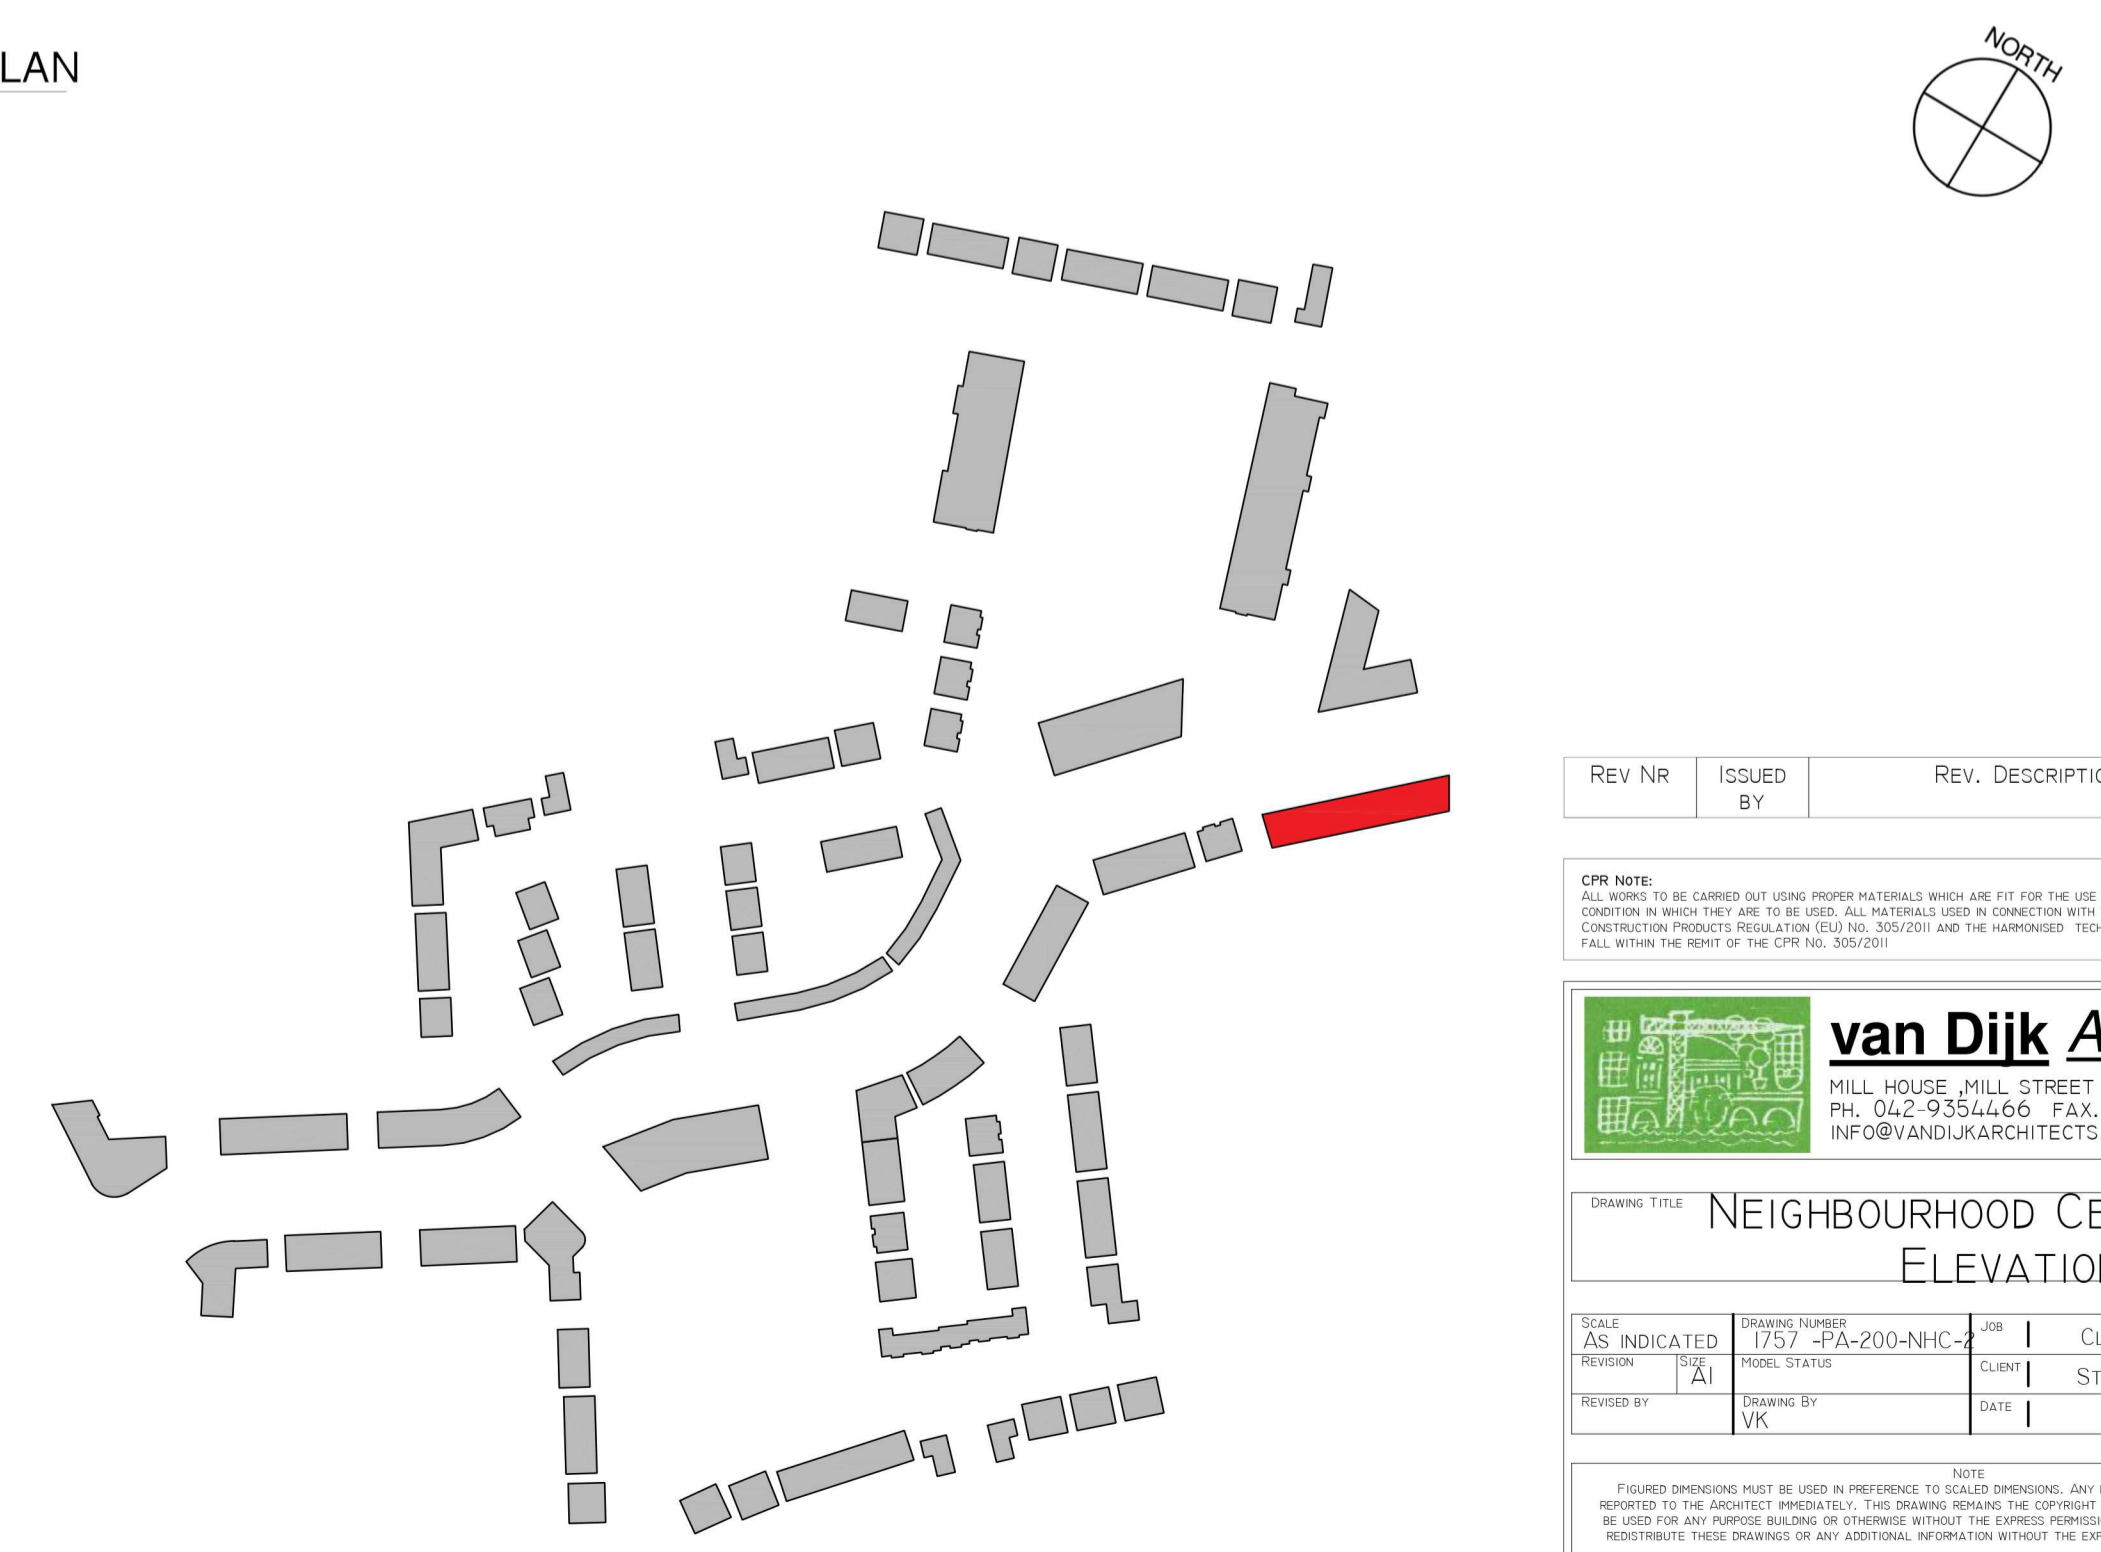 LAN
NORTH
REV NR ISSUED BY REV. DESCRIPTIO
CPR NOTE:
ALL WORKS TO BE CARRIED OUT USING PROPER MATERIALS WHICH ARE FIT FOR THE USE
CONDITION IN WHICH THEY ARE TO BE USED. ALL MATERIALS USED IN CONNECTION WITH
CONSTRUCTION PRODUCTS REGULATION (EU) NO. 305/2011 AND THE HARMONISED TECH
FALL WITHIN THE REMIT OF THE CPR NO. 305/2011
van Dijk A
MILL HOUSE ,MILL STREET
PH. 042-9354466 FAX.
INFO@VANDIJKARCHITECTS
DRAWING TITLE NEIGHBOURHOOD CE
ELEVATIO
SCALE DRAWING NUMBER JOB CL
AS INDICATED 1757 -PA-200-NHC-2
REVISION SIZE MODEL STATUS CLIENT ST
A1
REVISED BY DRAWING BY DATE
VK
NOTE
FIGURED DIMENSIONS MUST BE USED IN PREFERENCE TO SCALED DIMENSIONS. ANY
REPORTED TO THE ARCHITECT IMMEDIATELY. THIS DRAWING REMAINS THE COPYRIGHT
BE USED FOR ANY PURPOSE BUILDING OR OTHERWISE WITHOUT THE EXPRESS PERMISSI
REDISTRIBUTE THESE DRAWINGS OR ANY ADDITIONAL INFORMATION WITHOUT THE EXP